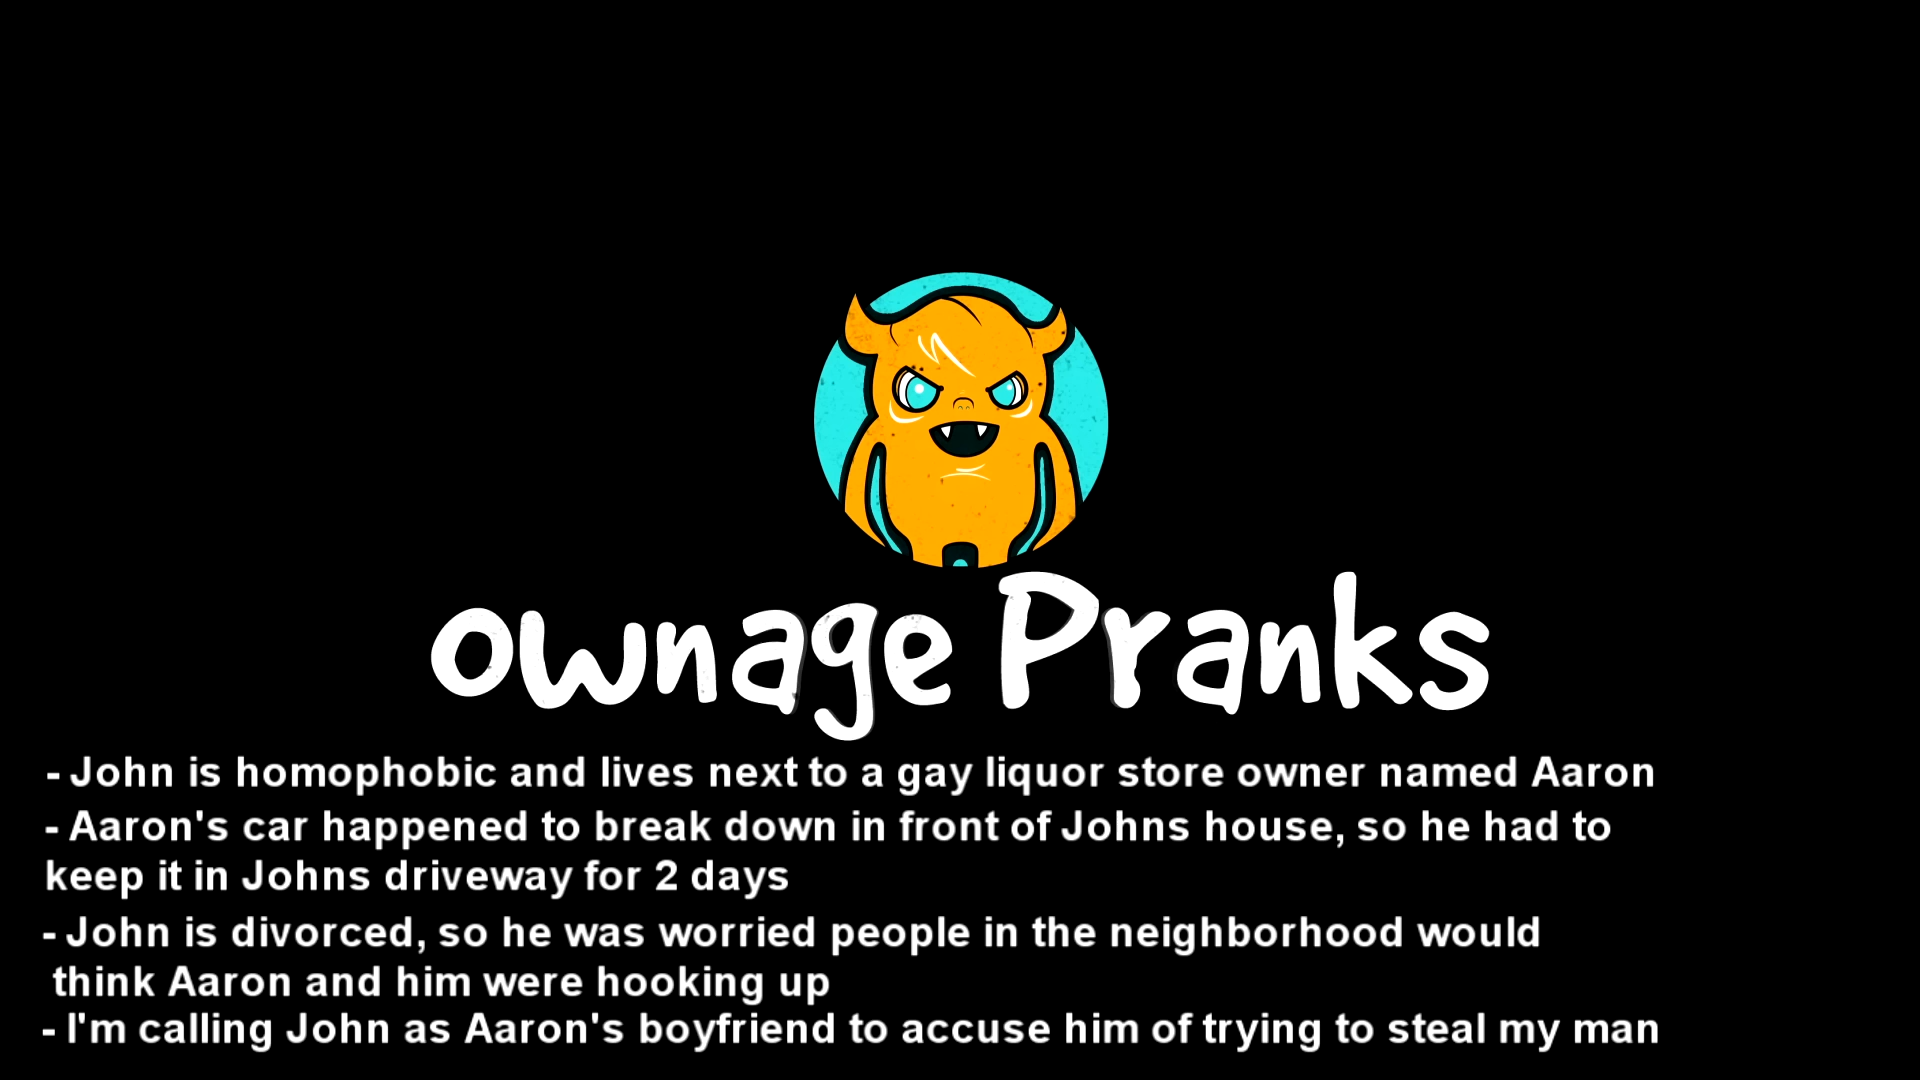 ownage Pranks
- John is homophobic and lives next to a gay liquor store owner named Aaron
- Aaron's car happened to break down in front of Johns house, so he had to
keep it in Johns driveway for 2 days
- John is divorced, so he was worried people in the neighborhood would
think Aaron and him were hooking up
- I'm calling John as Aaron's boyfriend to accuse him of trying to steal my man